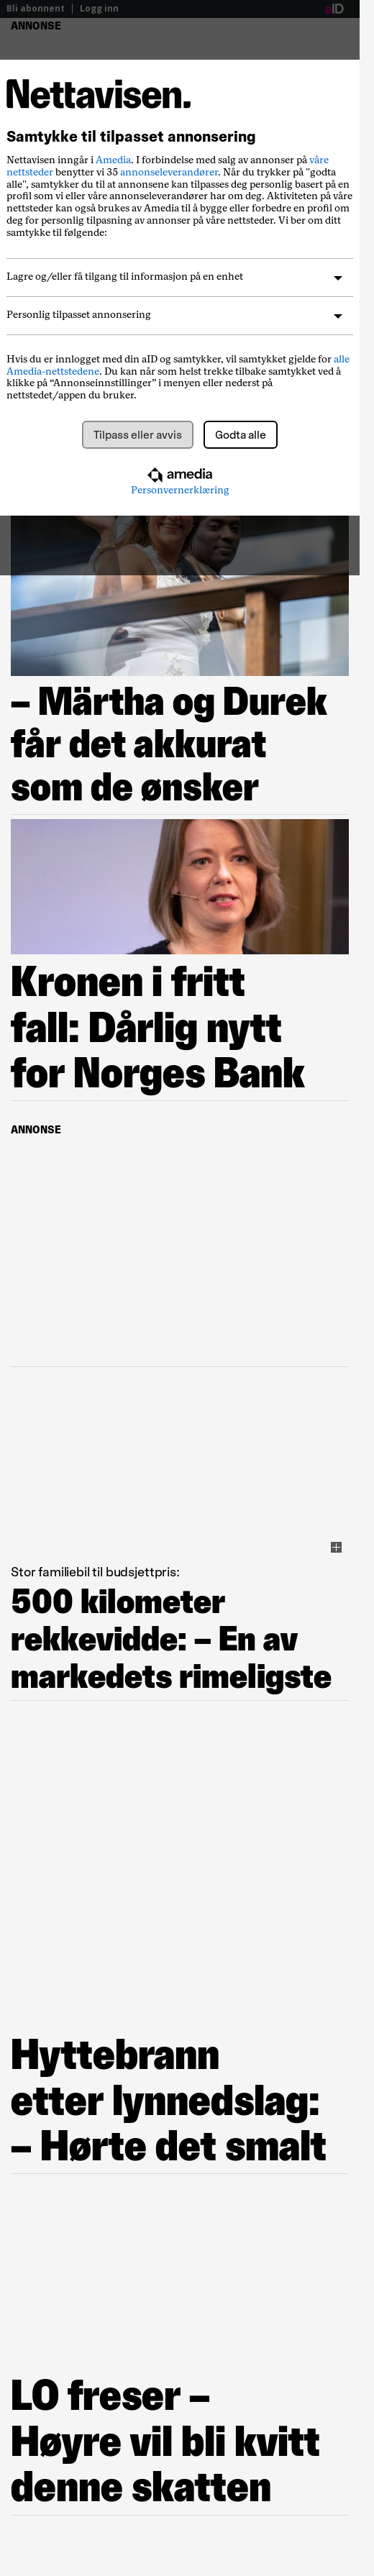 Bli abonnent | Logg inn
aID
ANNONSE
Nettavisen.
Samtykke til tilpasset annonsering
Nettavisen inngår i Amedia. I forbindelse med salg av annonser på våre
nettsteder benytter vi 35 annonseleverandører. Når du trykker på "godta
alle", samtykker du til at annonsene kan tilpasses deg personlig basert på en
profil som vi eller våre annonseleverandører har om deg. Aktiviteten på våre
nettsteder kan også brukes av Amedia til å bygge eller forbedre en profil om
deg for personlig tilpasning av annonser på våre nettsteder. Vi ber om ditt
samtykke til følgende:
Lagre og/eller få tilgang til informasjon på en enhet
Personlig tilpasset annonsering
Hvis du er innlogget med din aID og samtykker, vil samtykket gjelde for alle
Amedia-nettstedene. Du kan når som helst trekke tilbake samtykket ved å
klikke på “Annonseinnstillinger” i menyen eller nederst på
nettstedet/appen du bruker.
Tilpass eller avvis
Godta alle
amedia
Personvernerklæring
– Märtha og Durek
får det akkurat
som de ønsker
Kronen i fritt
fall: Dårlig nytt
for Norges Bank
ANNONSE
Stor familiebil til budsjettpris:
500 kilometer
rekkevidde: – En av
markedets rimeligste
Hyttebrann
etter lynnedslag:
– Hørte det smalt
LO freser –
Høyre vil bli kvitt
denne skatten